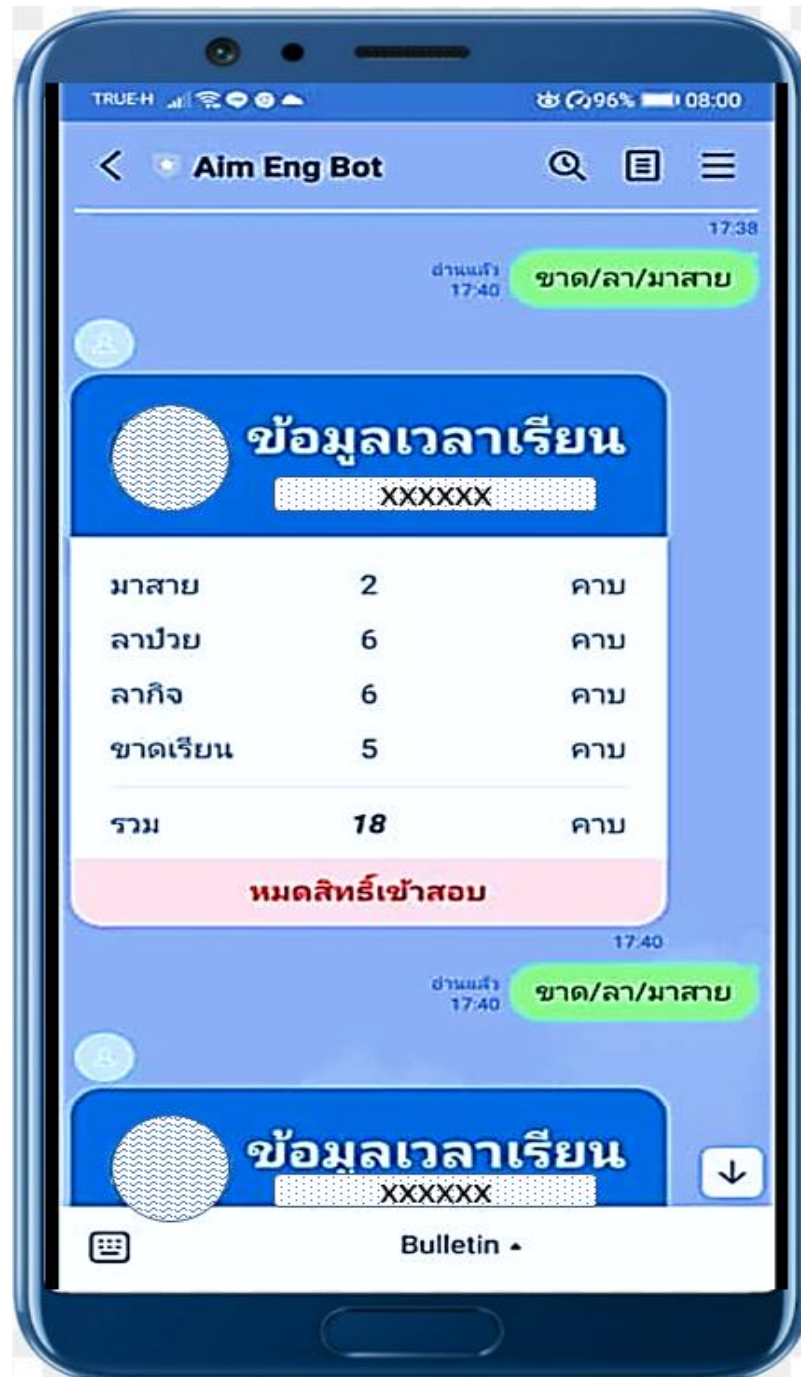 TRUE-H 96% 08:00
Aim Eng Bot
17:38
อ่านแล้ว
17:40
ขาด/ลา/มาสาย
ข้อมูลเวลาเรียน
XXXXXX
มาสาย 2 คาบ
ลาป่วย 6 คาบ
ลากิจ 6 คาบ
ขาดเรียน 5 คาบ
รวม 18 คาบ
หมดสิทธิ์เข้าสอบ
17:40
อ่านแล้ว
17:40
ขาด/ลา/มาสาย
ข้อมูลเวลาเรียน
XXXXXX
Bulletin